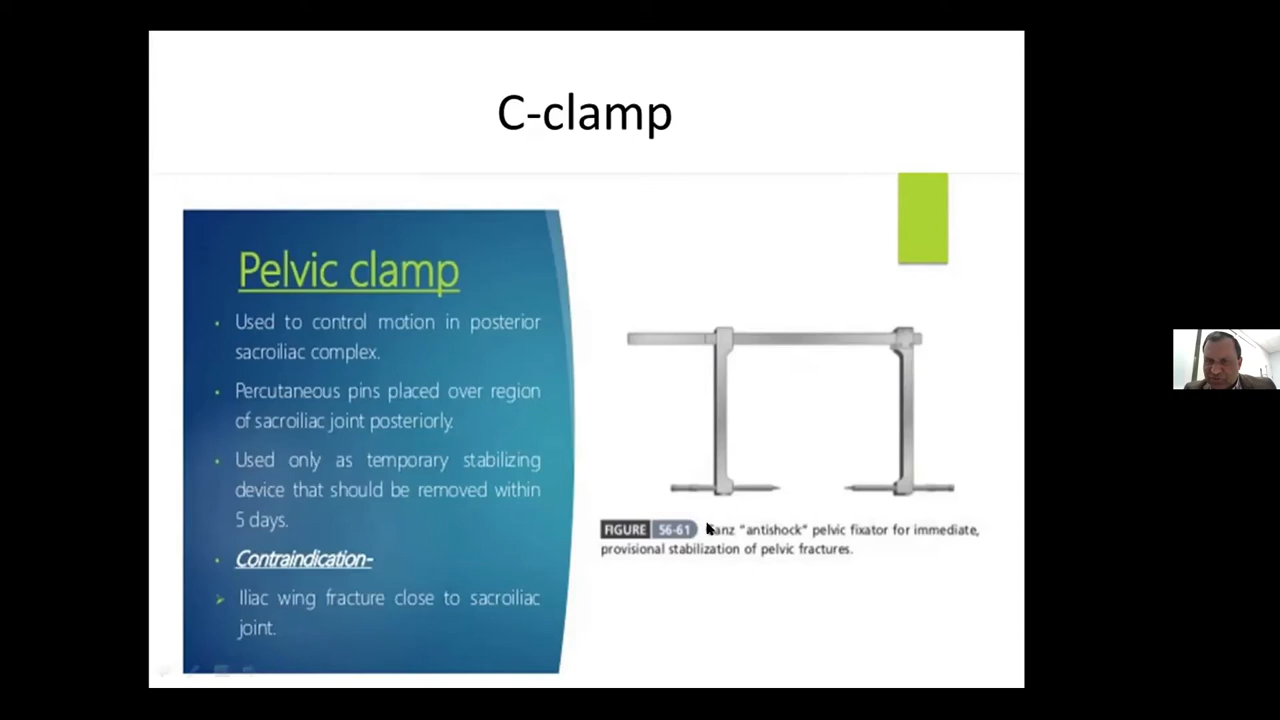 C-clamp
Pelvic clamp
• Used to control motion in posterior
sacroiliac complex.
• Percutaneous pins placed over region
of sacroiliac joint posteriorly.
• Used only as temporary stabilizing
device that should be removed within
5 days.
• Contraindication-
➢ Iliac wing fracture close to sacroiliac
joint.
FIGURE 56-61 "antishock" pelvic fixator for immediate,
provisional stabilization of pelvic fractures.